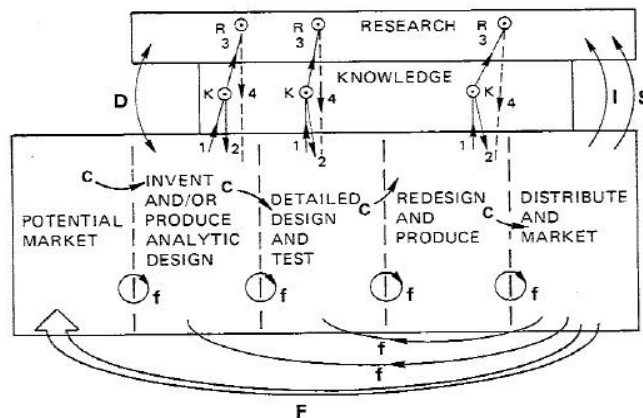 R R RESEARCH R
3 3 3
KNOWLEDGE
D K K K I S
4 4 4
1 2 1 2 1 2
C INVENT AND/OR PRODUCE ANALYTIC DESIGN
C DETAILED DESIGN AND TEST
C REDESIGN AND PRODUCE
C DISTRIBUTE AND MARKET
POTENTIAL MARKET
f f f f
f
f
F